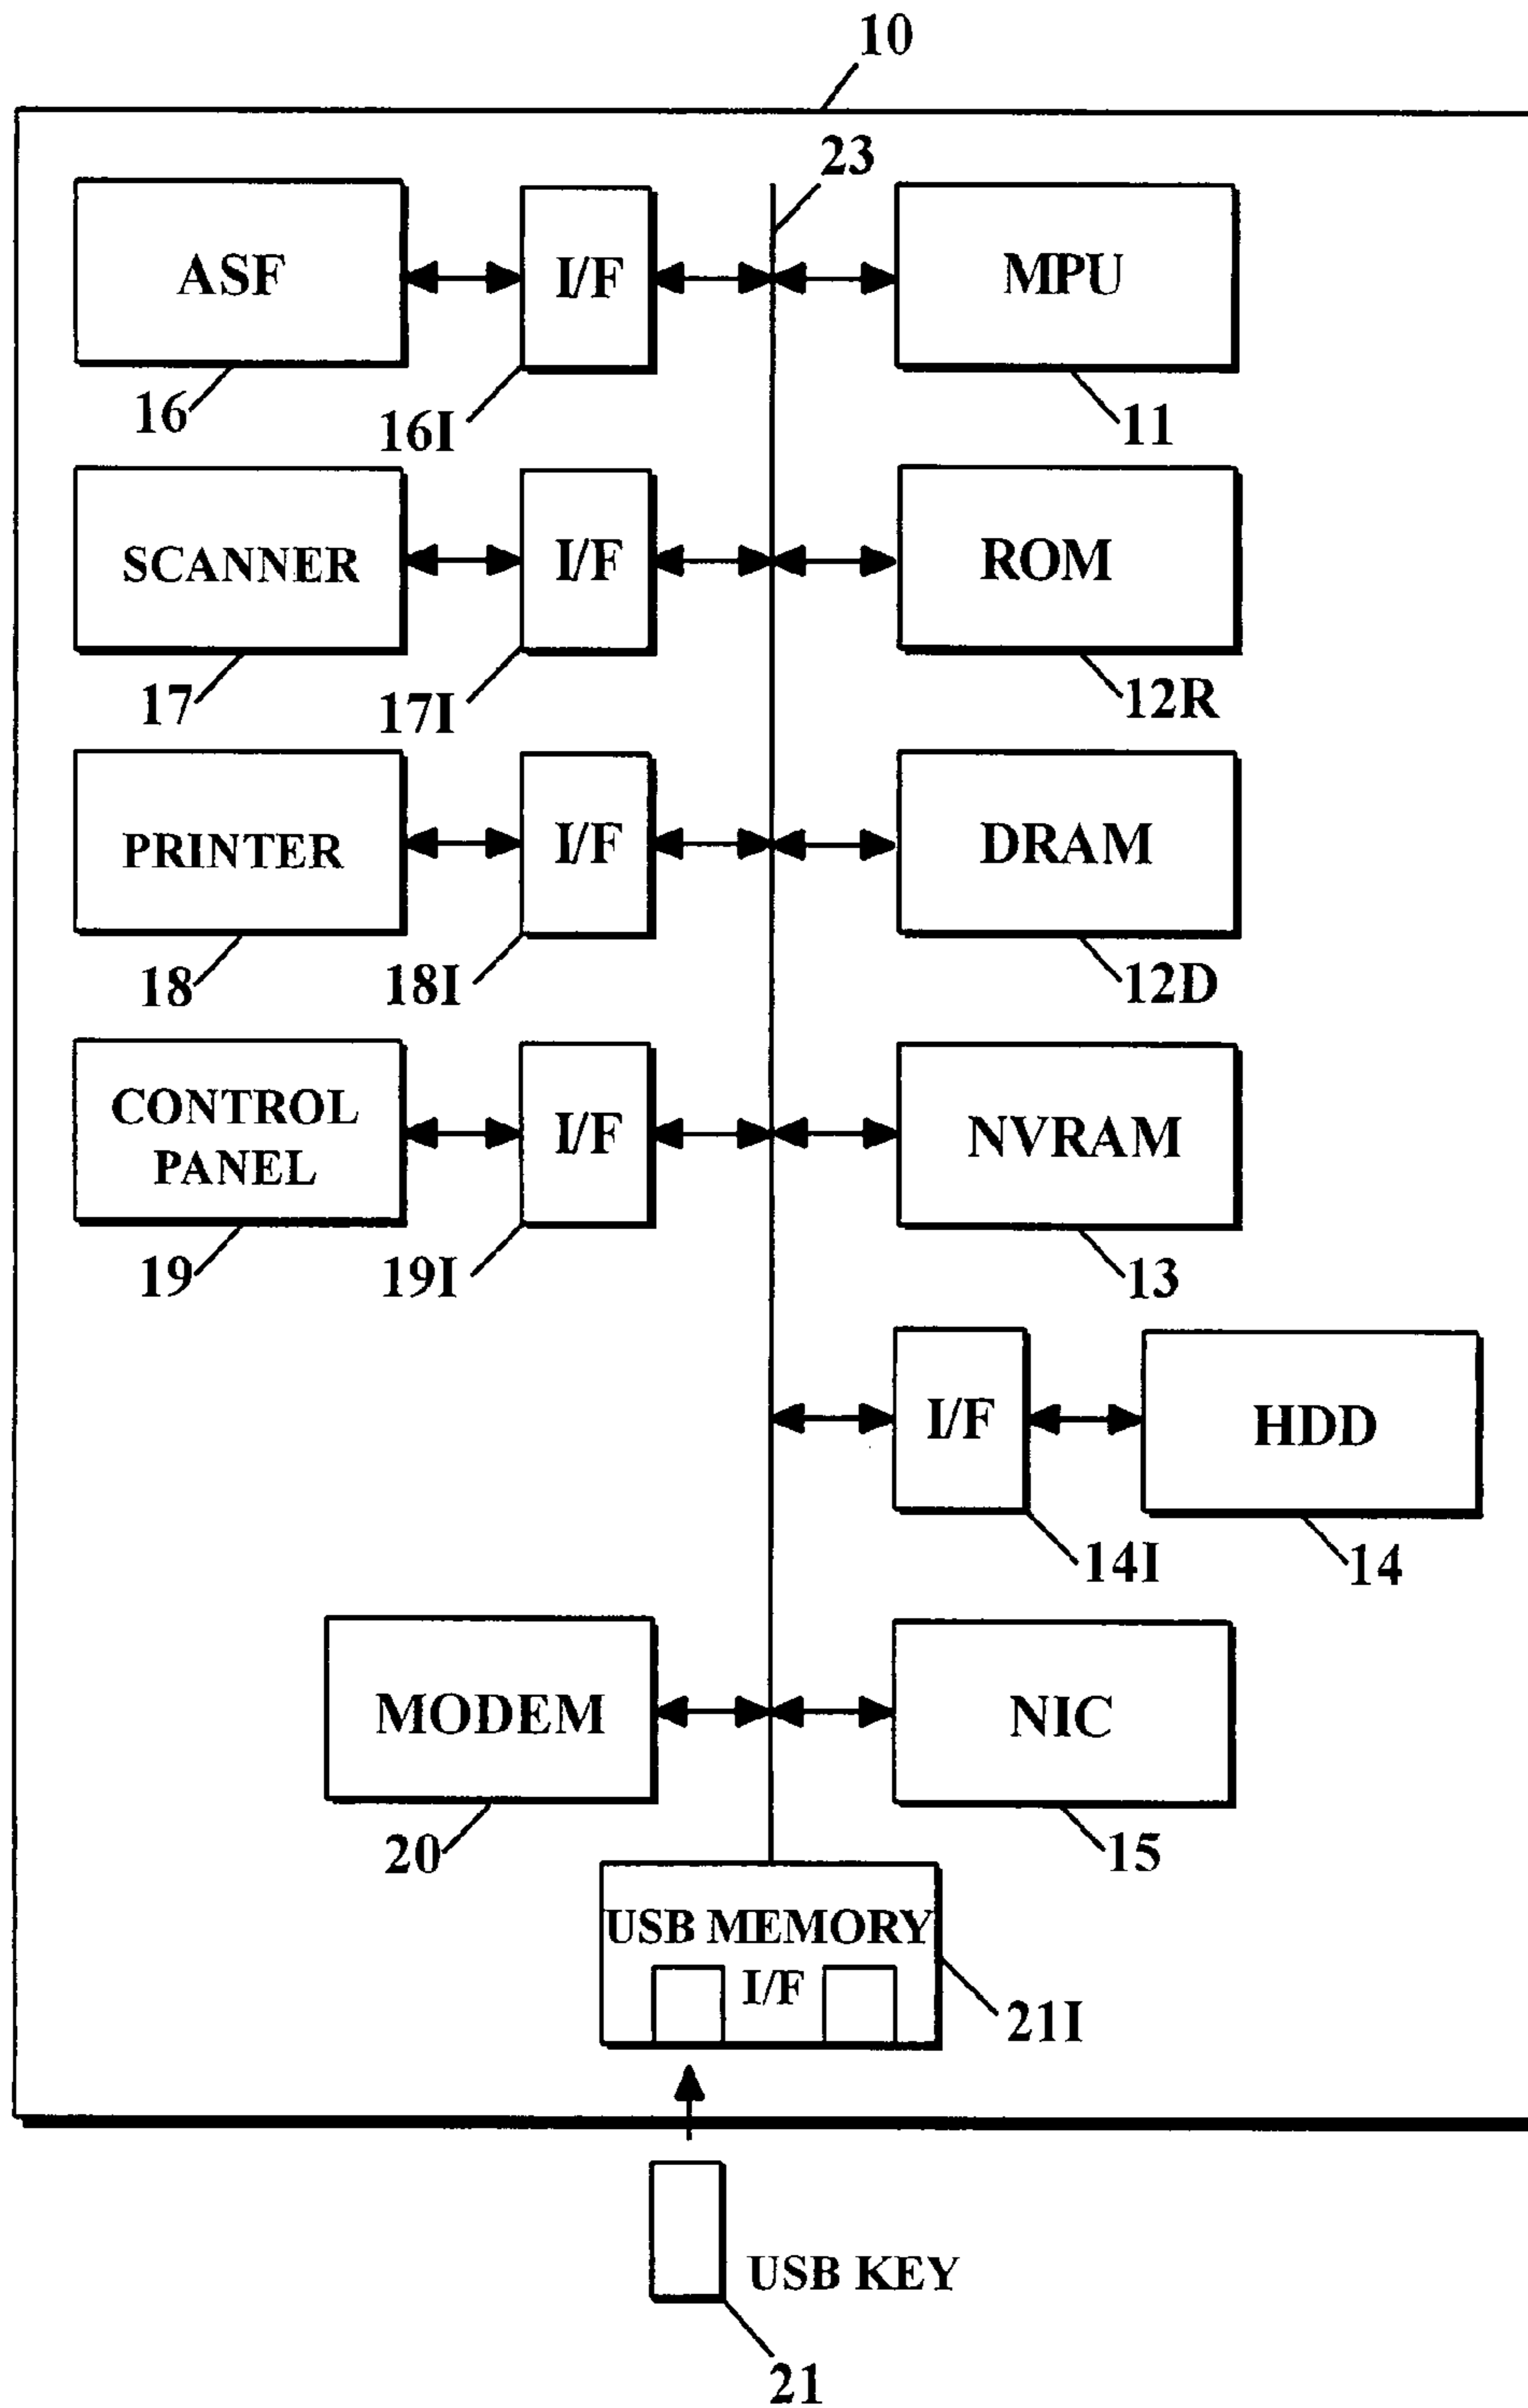 10
23
ASF
I/F
MPU
16
16I
11
SCANNER
I/F
ROM
17
17I
12R
PRINTER
I/F
DRAM
18
18I
12D
CONTROL
PANEL
I/F
NVRAM
19
19I
13
I/F
HDD
14I
14
MODEM
NIC
20
15
USB MEMORY
I/F
21I
USB KEY
21